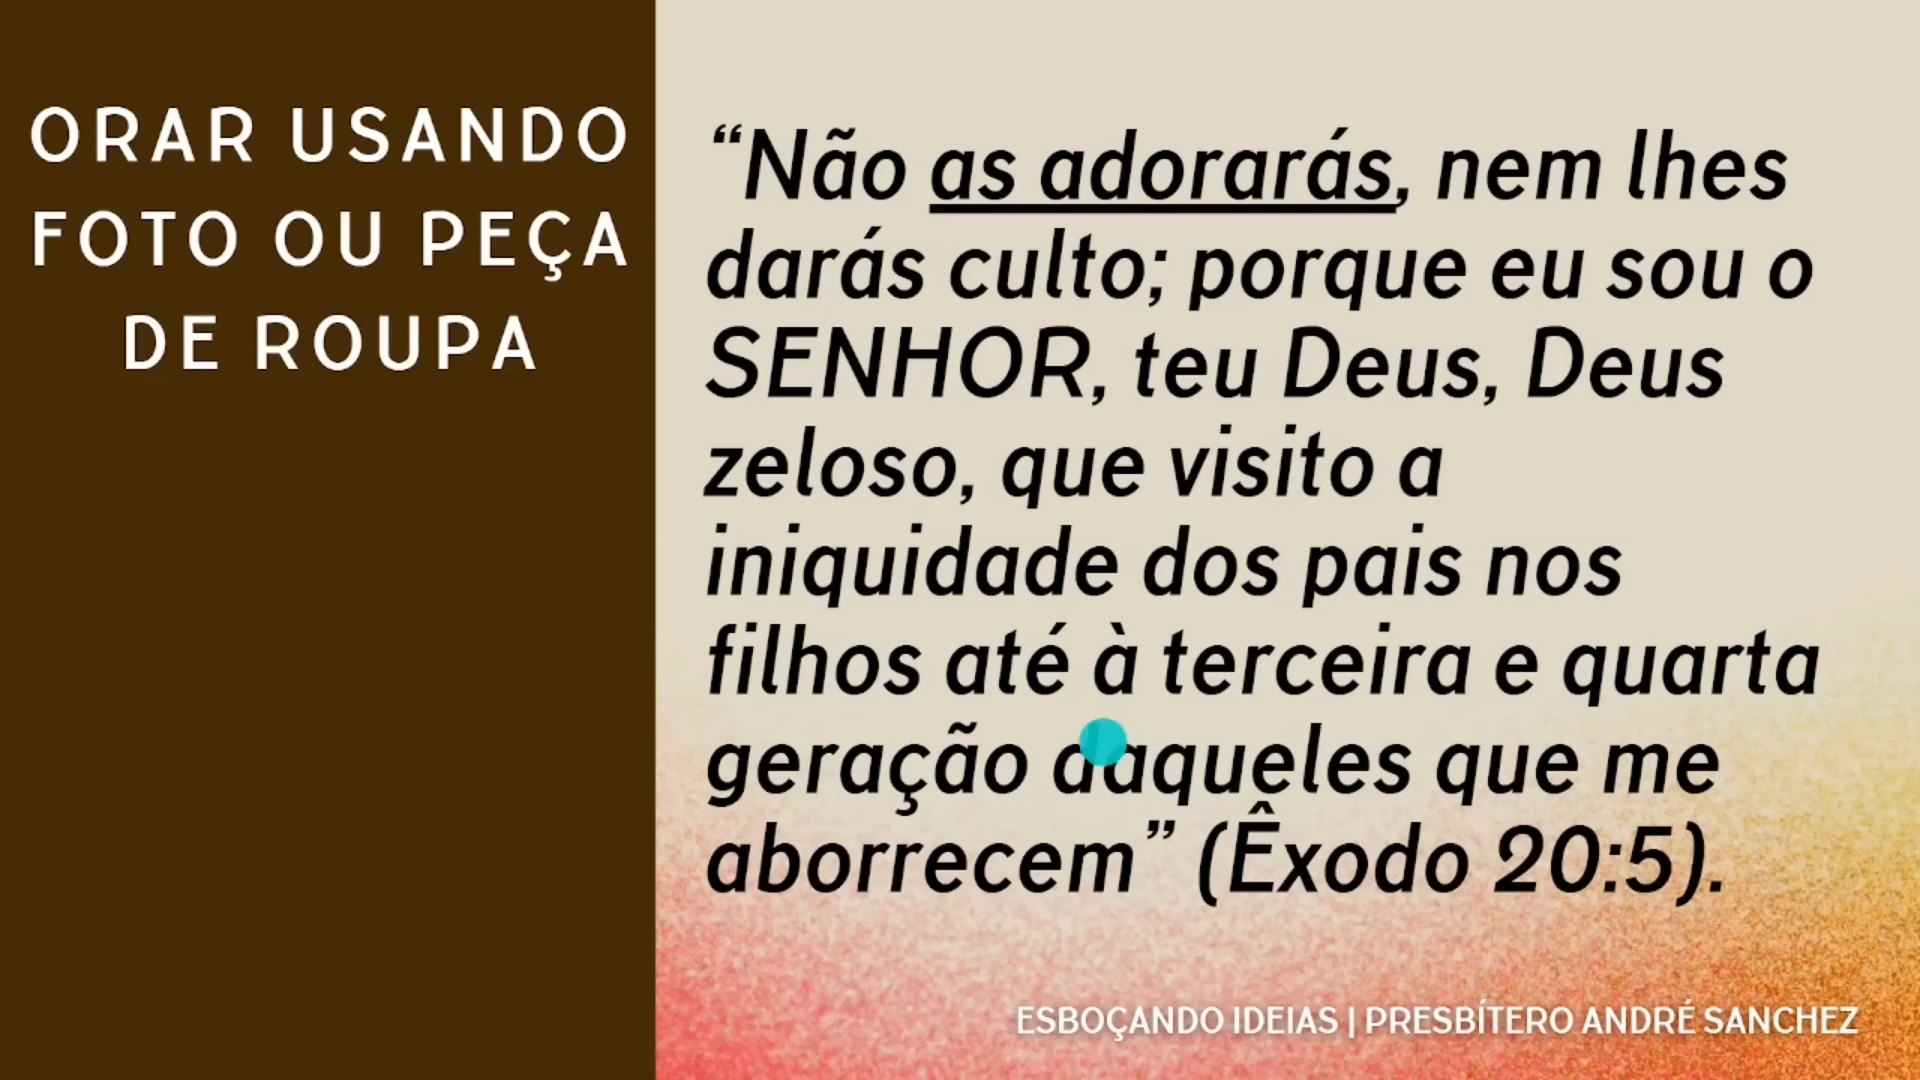 ORAR USANDO
FOTO OU PEÇA
DE ROUPA
“Não as adorarás, nem lhes
darás culto; porque eu sou o
SENHOR, teu Deus, Deus
zeloso, que visito a
iniquidade dos pais nos
filhos até à terceira e quarta
geração daqueles que me
aborrecem” (Êxodo 20:5).
ESBOÇANDO IDEIAS | PRESBÍTERO ANDRÉ SANCHEZ